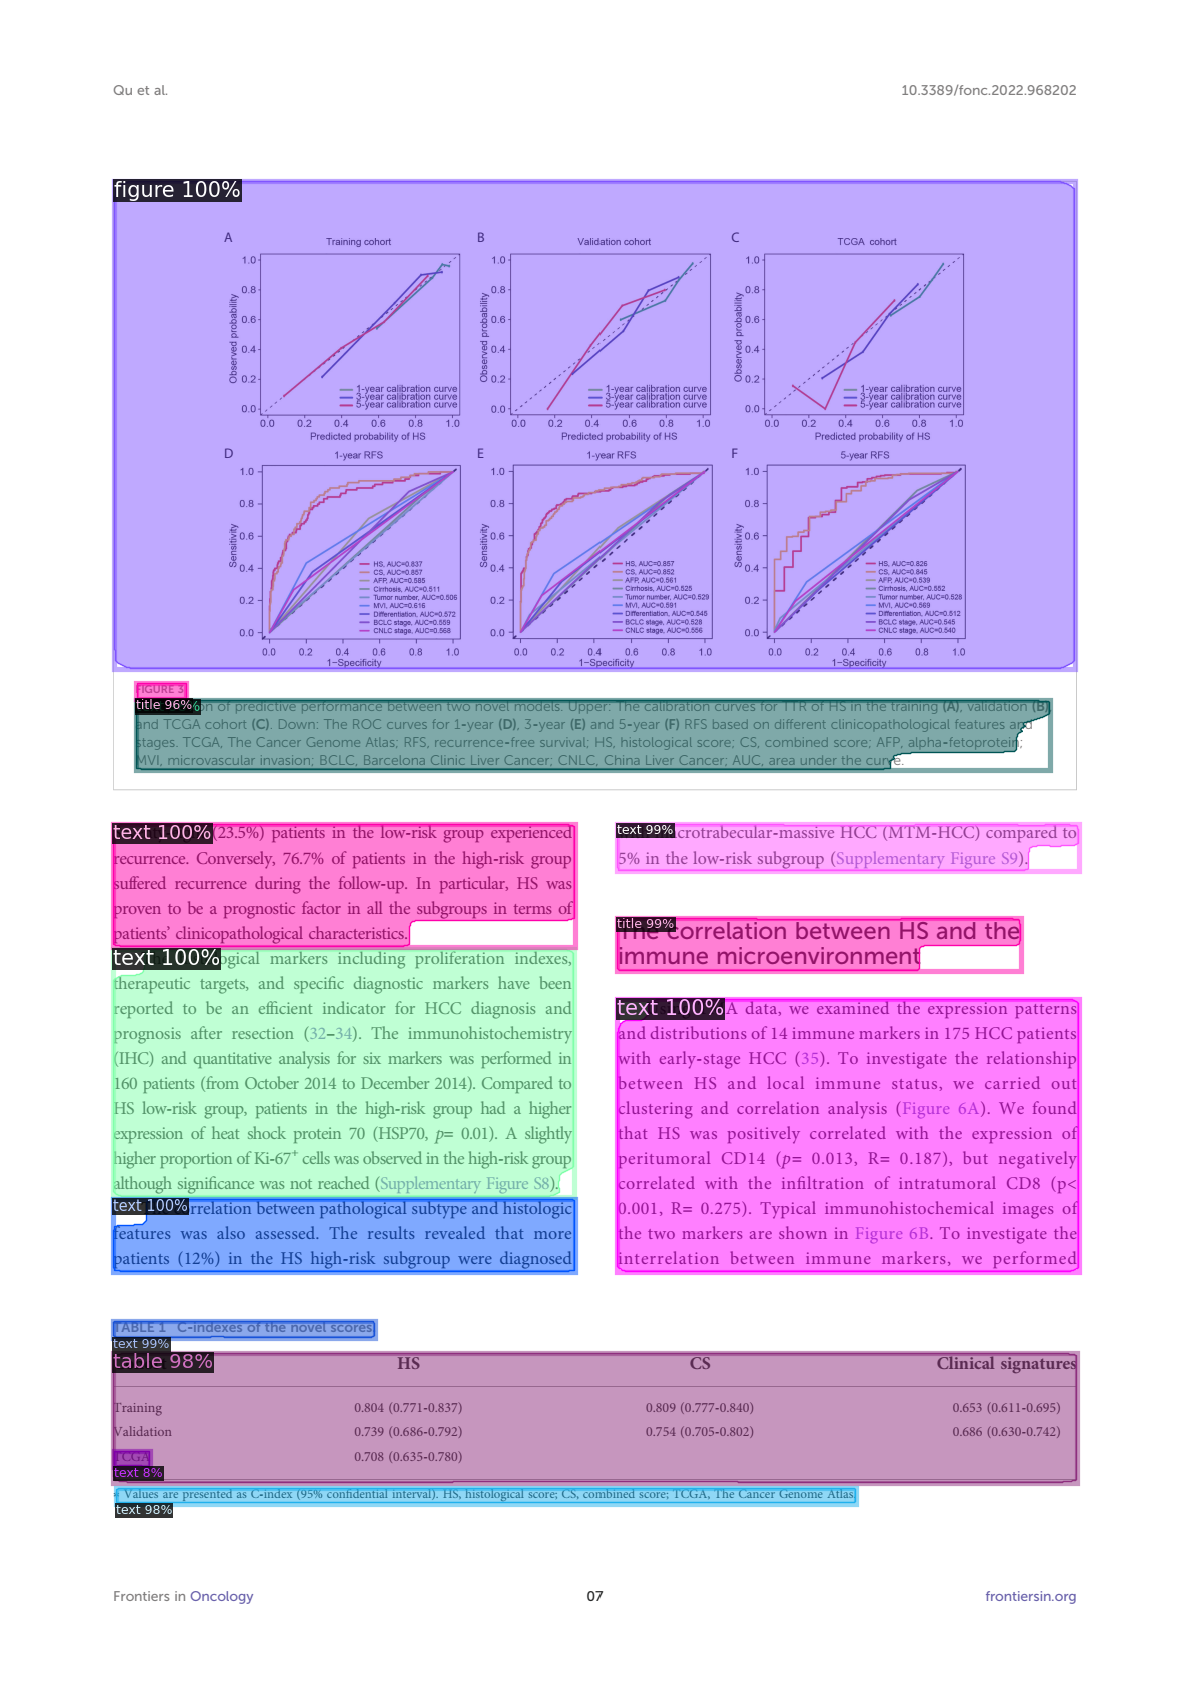 Qu et al.
10.3389/fonc.2022.968202
figure 100%
A
Training cohort
B
Validation cohort
C
TCGA cohort
Observed probability
1.0
0.8
0.6
0.4
0.2
0.0
1-year calibration curve
3-year calibration curve
5-year calibration curve
0.0 0.2 0.4 0.6 0.8 1.0
Predicted probability of HS
Observed probability
1.0
0.8
0.6
0.4
0.2
0.0
1-year calibration curve
3-year calibration curve
5-year calibration curve
0.0 0.2 0.4 0.6 0.8 1.0
Predicted probability of HS
Observed probability
1.0
0.8
0.6
0.4
0.2
0.0
1-year calibration curve
3-year calibration curve
5-year calibration curve
0.0 0.2 0.4 0.6 0.8 1.0
Predicted probability of HS
D
1-year RFS
Sensitivity
1.0
0.8
0.6
0.4
0.2
0.0
HS, AUC=0.837
CS, AUC=0.857
AFP, AUC=0.585
Cirrhosis, AUC=0.511
Tumor number, AUC=0.506
MVI, AUC=0.616
Differentiation, AUC=0.572
BCLC stage, AUC=0.559
CNLC stage, AUC=0.568
0.0 0.2 0.4 0.6 0.8 1.0
1−Specificity
E
1-year RFS
Sensitivity
1.0
0.8
0.6
0.4
0.2
0.0
HS, AUC=0.857
CS, AUC=0.852
AFP, AUC=0.561
Cirrhosis, AUC=0.525
Tumor number, AUC=0.529
MVI, AUC=0.591
Differentiation, AUC=0.545
BCLC stage, AUC=0.528
CNLC stage, AUC=0.556
0.0 0.2 0.4 0.6 0.8 1.0
1−Specificity
F
5-year RFS
Sensitivity
1.0
0.8
0.6
0.4
0.2
0.0
HS, AUC=0.826
CS, AUC=0.845
AFP, AUC=0.539
Cirrhosis, AUC=0.552
Tumor number, AUC=0.528
MVI, AUC=0.569
Differentiation, AUC=0.512
BCLC stage, AUC=0.545
CNLC stage, AUC=0.540
0.0 0.2 0.4 0.6 0.8 1.0
1−Specificity
FIGURE 3
title 96%
of predictive performance between two novel models. Upper: The calibration curves for TTR of HS in the training (A), validation (B),
and TCGA cohort (C). Down: The ROC curves for 1-year (D), 3-year (E) and 5-year (F) RFS based on different clinicopathological features and
stages. TCGA, The Cancer Genome Atlas; RFS, recurrence-free survival; HS, histological score; CS, combined score; AFP, alpha-fetoprotein;
MVI, microvascular invasion; BCLC, Barcelona Clinic Liver Cancer; CNLC, China Liver Cancer; AUC, area under the curve.
text 100%
(23.5%) patients in the low-risk group experienced
recurrence. Conversely, 76.7% of patients in the high-risk group
suffered recurrence during the follow-up. In particular, HS was
proven to be a prognostic factor in all the subgroups in terms of
patients' clinicopathological characteristics.
text 100%
markers including proliferation indexes,
therapeutic targets, and specific diagnostic markers have been
reported to be an efficient indicator for HCC diagnosis and
prognosis after resection (32–34). The immunohistochemistry
(IHC) and quantitative analysis for six markers was performed in
160 patients (from October 2014 to December 2014). Compared to
HS low-risk group, patients in the high-risk group had a higher
expression of heat shock protein 70 (HSP70, p= 0.01). A slightly
higher proportion of Ki-67+ cells was observed in the high-risk group
although significance was not reached (Supplementary Figure S8).
text 100%
between pathological subtype and histologic
features was also assessed. The results revealed that more
patients (12%) in the HS high-risk subgroup were diagnosed
text 99%
crotrabecular-massive HCC (MTM-HCC) compared to
5% in the low-risk subgroup (Supplementary Figure S9).
title 99%
The correlation between HS and the
immune microenvironment
text 100%
data, we examined the expression patterns
and distributions of 14 immune markers in 175 HCC patients
with early-stage HCC (35). To investigate the relationship
between HS and local immune status, we carried out
clustering and correlation analysis (Figure 6A). We found
that HS was positively correlated with the expression of
peritumoral CD14 (p= 0.013, R= 0.187), but negatively
correlated with the infiltration of intratumoral CD8 (p<
0.001, R= 0.275). Typical immunohistochemical images of
the two markers are shown in Figure 6B. To investigate the
interrelation between immune markers, we performed
TABLE 1 C-indexes of the novel scores
text 99%
table 98%
HS CS Clinical signatures
Training 0.804 (0.771-0.837) 0.809 (0.777-0.840) 0.653 (0.611-0.695)
Validation 0.739 (0.686-0.792) 0.754 (0.705-0.802) 0.686 (0.630-0.742)
TCGA 0.708 (0.635-0.780)
text 8%
* Values are presented as C-index (95% confidential interval). HS, histological score; CS, combined score; TCGA, The Cancer Genome Atlas
text 98%
Frontiers in Oncology
07
frontiersin.org